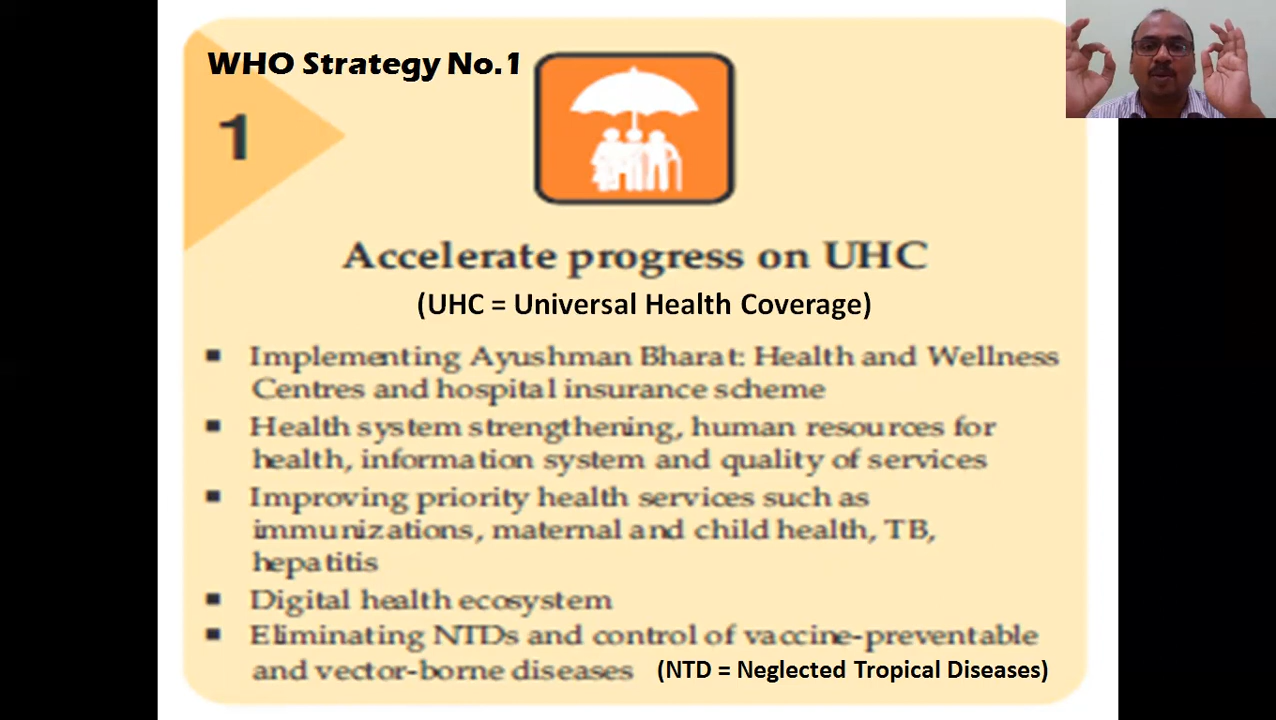 WHO Strategy No.1
1
Accelerate progress on UHC
(UHC = Universal Health Coverage)
▪ Implementing Ayushman Bharat: Health and Wellness
Centres and hospital insurance scheme
▪ Health system strengthening, human resources for
health, information system and quality of services
▪ Improving priority health services such as
immunizations, maternal and child health, TB,
hepatitis
▪ Digital health ecosystem
▪ Eliminating NTDs and control of vaccine-preventable
and vector-borne diseases (NTD = Neglected Tropical Diseases)